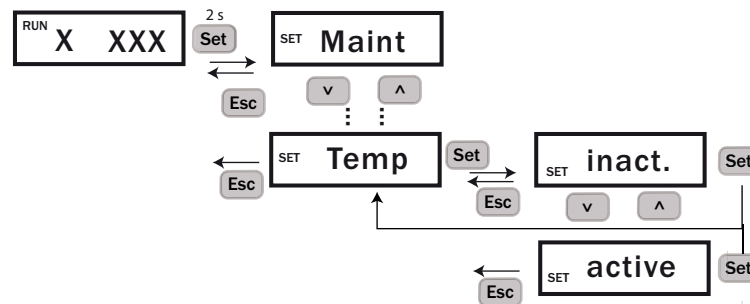 RUN X XXX
2 s
Set
SET Maint
Esc
v ^
SET Temp
Set
Esc
SET inact.
Set
Esc
v ^
SET active
Set
Esc